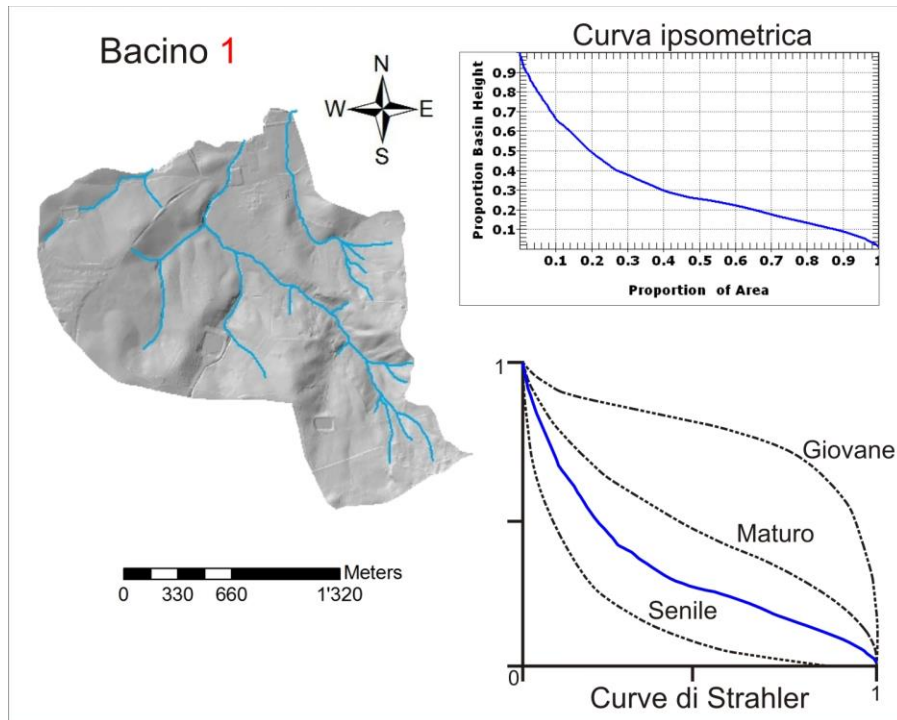 Bacino 1
N
W E
S
Meters
0 330 660 1'320
Curva ipsometrica
Proportion Basin Height
0.9
0.8
0.7
0.6
0.5
0.4
0.3
0.2
0.1
0.1 0.2 0.3 0.4 0.5 0.6 0.7 0.8 0.9 1
Proportion of Area
1
Giovane
Maturo
Senile
0 1
Curve di Strahler